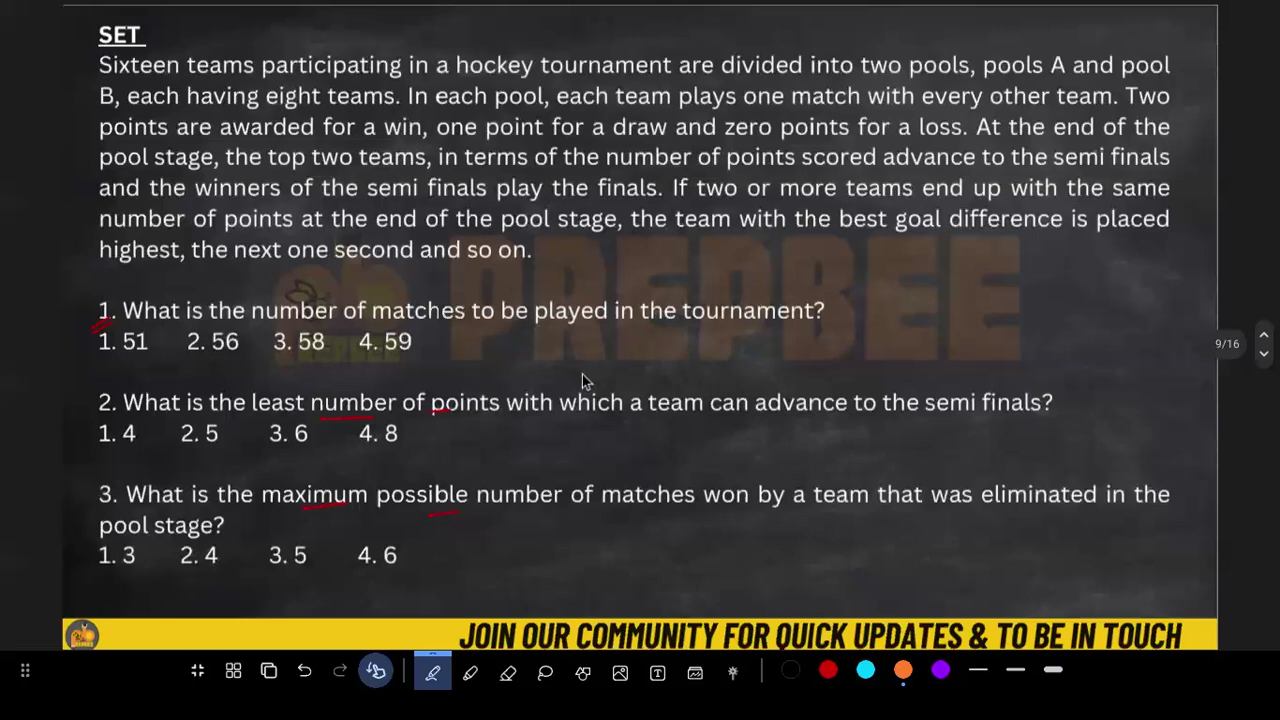 SET
Sixteen teams participating in a hockey tournament are divided into two pools, pools A and pool
B, each having eight teams. In each pool, each team plays one match with every other team. Two
points are awarded for a win, one point for a draw and zero points for a loss. At the end of the
pool stage, the top two teams, in terms of the number of points scored advance to the semi finals
and the winners of the semi finals play the finals. If two or more teams end up with the same
number of points at the end of the pool stage, the team with the best goal difference is placed
highest, the next one second and so on.
PREPBEE
1. What is the number of matches to be played in the tournament?
1. 51 2. 56 3. 58 4. 59
9/16
2. What is the least number of points with which a team can advance to the semi finals?
1. 4 2. 5 3. 6 4. 8
3. What is the maximum possible number of matches won by a team that was eliminated in the
pool stage?
1. 3 2. 4 3. 5 4. 6
JOIN OUR COMMUNITY FOR QUICK UPDATES & TO BE IN TOUCH